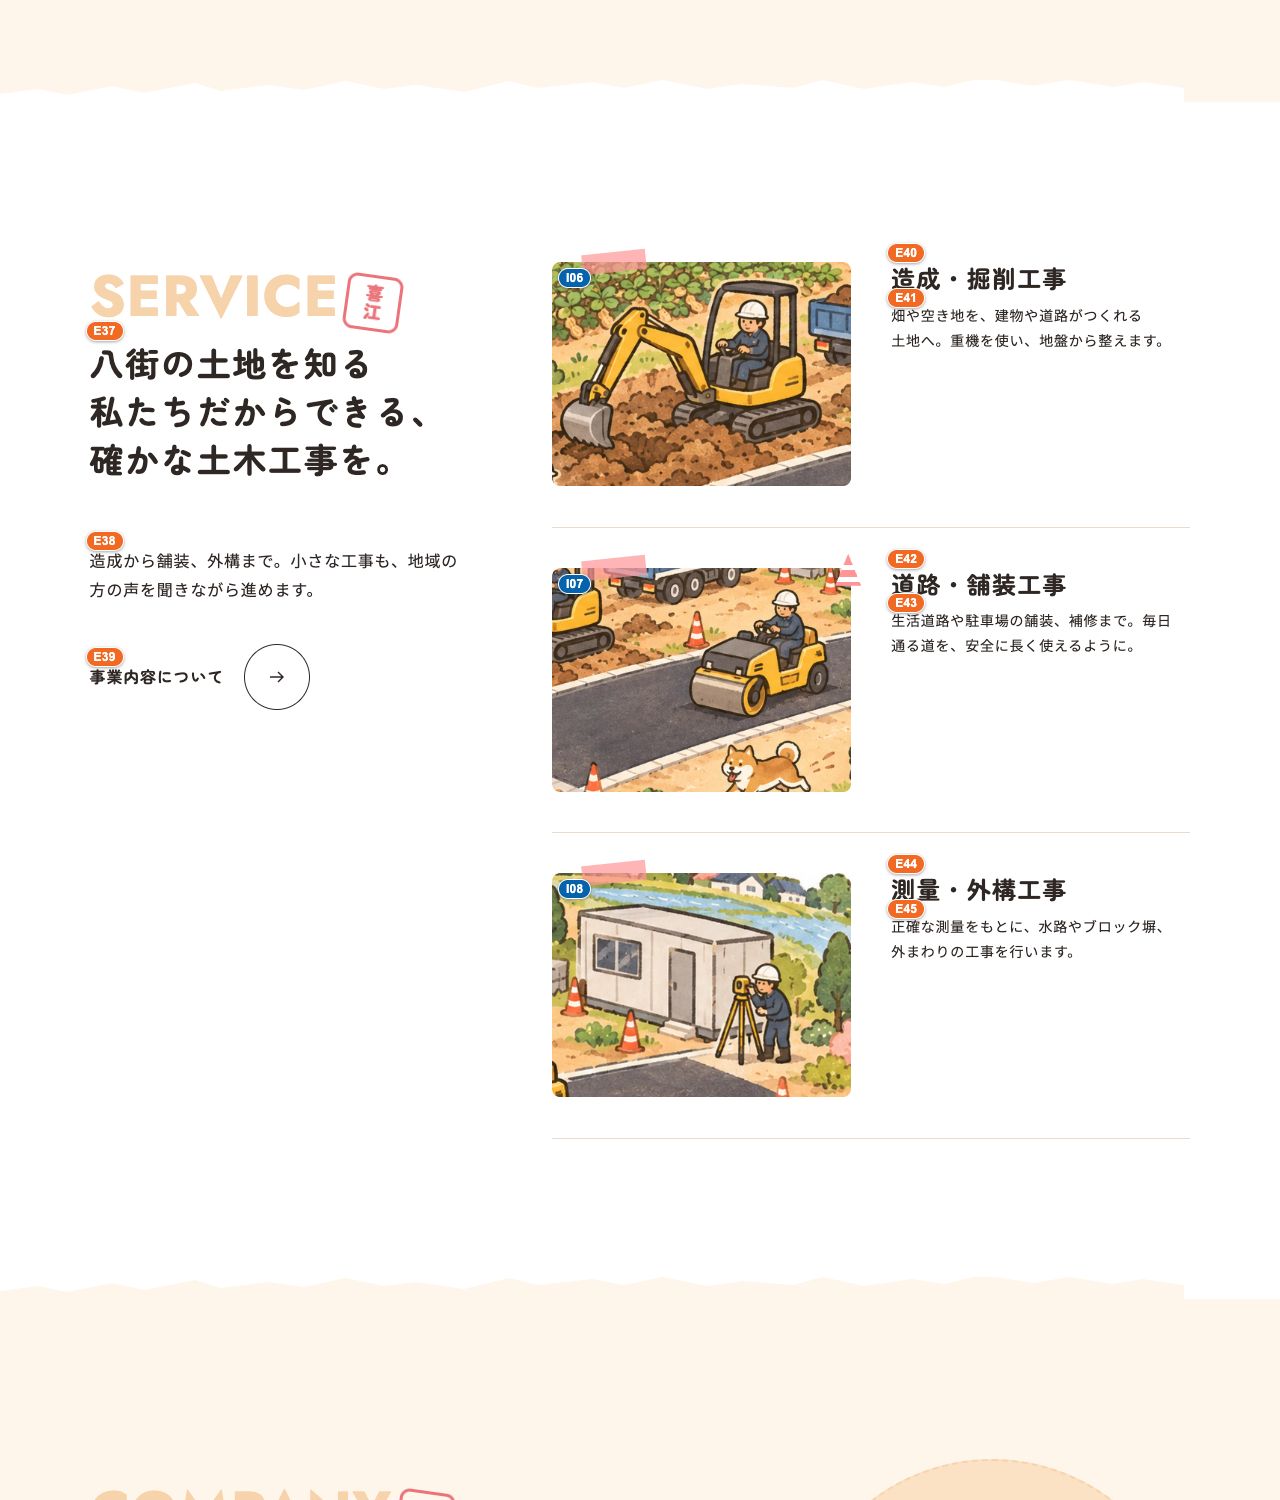 SERVICE
喜江
E37
八街の土地を知る
私たちだからできる、
確かな土木工事を。
E38
造成から舗装、外構まで。小さな工事も、地域の
方の声を聞きながら進めます。
E39
事業内容について
I06
E40
造成・掘削工事
E41
畑や空き地を、建物や道路がつくれる
土地へ。重機を使い、地盤から整えます。
I07
E42
道路・舗装工事
E43
生活道路や駐車場の舗装、補修まで。毎日
通る道を、安全に長く使えるように。
I08
E44
測量・外構工事
E45
正確な測量をもとに、水路やブロック塀、
外まわりの工事を行います。
COMPANY